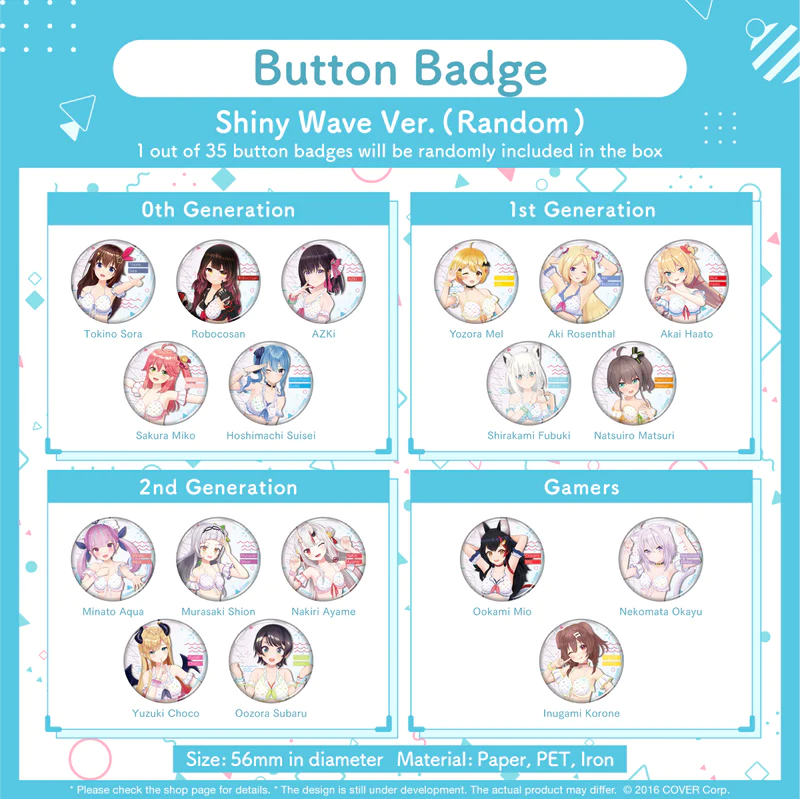 Button Badge
Shiny Wave Ver. (Random)
1 out of 35 button badges will be randomly included in the box
0th Generation
Tokino Sora
Robocosan
AZKi
Sakura Miko
Hoshimachi Suisei
1st Generation
Yozora Mel
Aki Rosenthal
Akai Haato
Shirakami Fubuki
Natsuiro Matsuri
2nd Generation
Minato Aqua
Murasaki Shion
Nakiri Ayame
Yuzuki Choco
Oozora Subaru
Gamers
Ookami Mio
Nekomata Okayu
Inugami Korone
Size: 56mm in diameter Material: Paper, PET, Iron
* Please check the shop page for details. * The design is still under development. The actual product may differ. © 2016 COVER Corp.